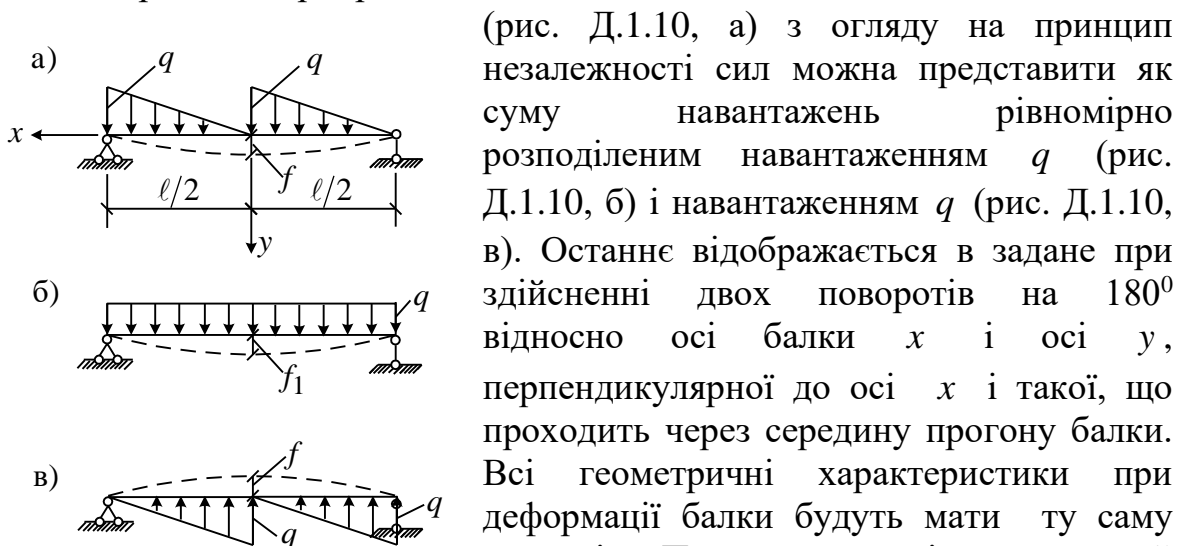 (рис. Д.1.10, а) з огляду на принцип
незалежності сил можна представити як
суму навантажень рівномірно
розподіленим навантаженням q (рис.
Д.1.10, б) і навантаженням q (рис. Д.1.10,
в). Останнє відображається в задане при
здійсненні двох поворотів на 180⁰
відносно осі балки x і осі y ,
перпендикулярної до осі x і такої, що
проходить через середину прогону балки.
Всі геометричні характеристики при
деформації балки будуть мати ту саму
а)
q q
x
f
ℓ/2 ℓ/2
y
б)
q
f₁
в)
f
q
q